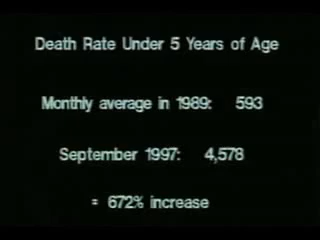 Death Rate Under 5 Years of Age
Monthly average in 1989: 593
September 1997: 4,578
= 672% increase